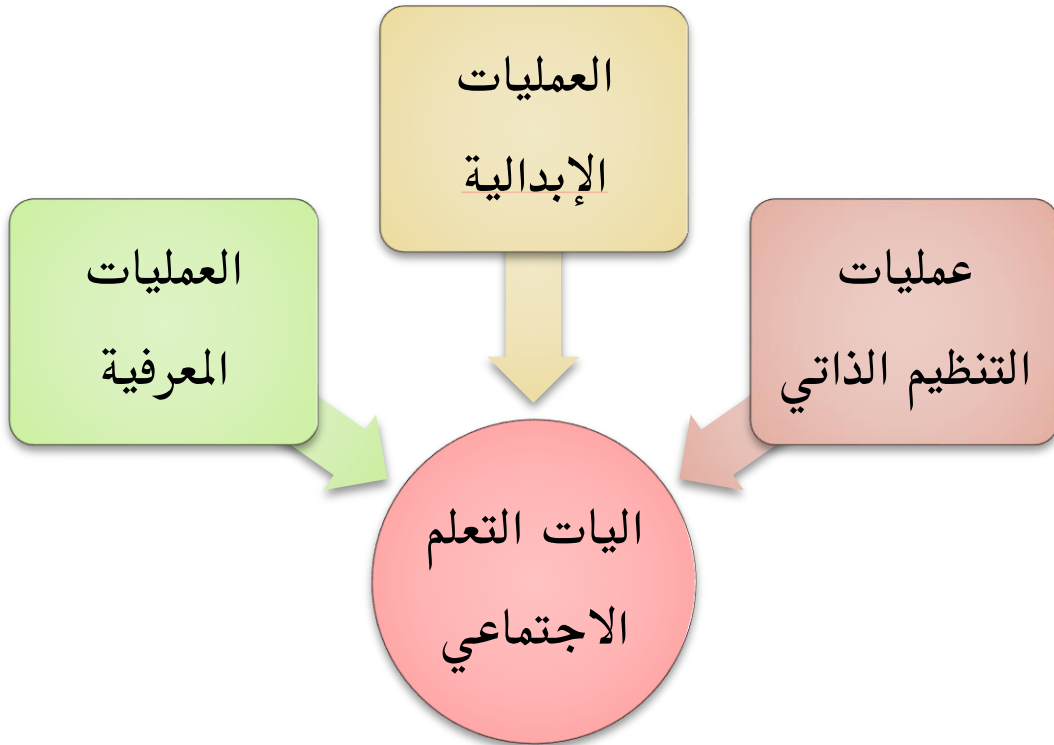 العمليات
الإبدالية
عمليات
التنظيم الذاتي
العمليات
المعرفية
اليات التعلم
الاجتماعي